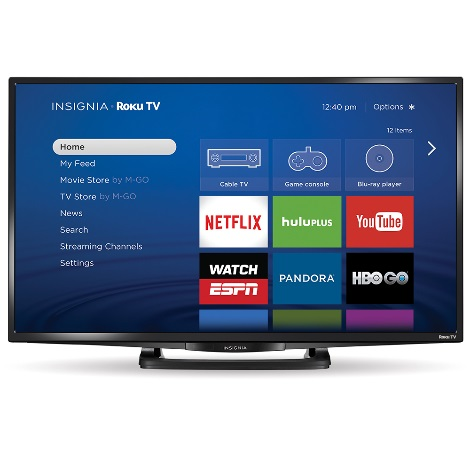 INSIGNIA • Roku TV
12:40 pm
Options ✱
12 items
Home
My Feed
Movie Store by M-GO
TV Store by M-GO
News
Search
Streaming Channels
Settings
Cable TV
Game console
Blu-ray player
NETFLIX
huluPLUS
YouTube
WATCH
ESPN
PANDORA
HBO GO
INSIGNIA
Roku TV